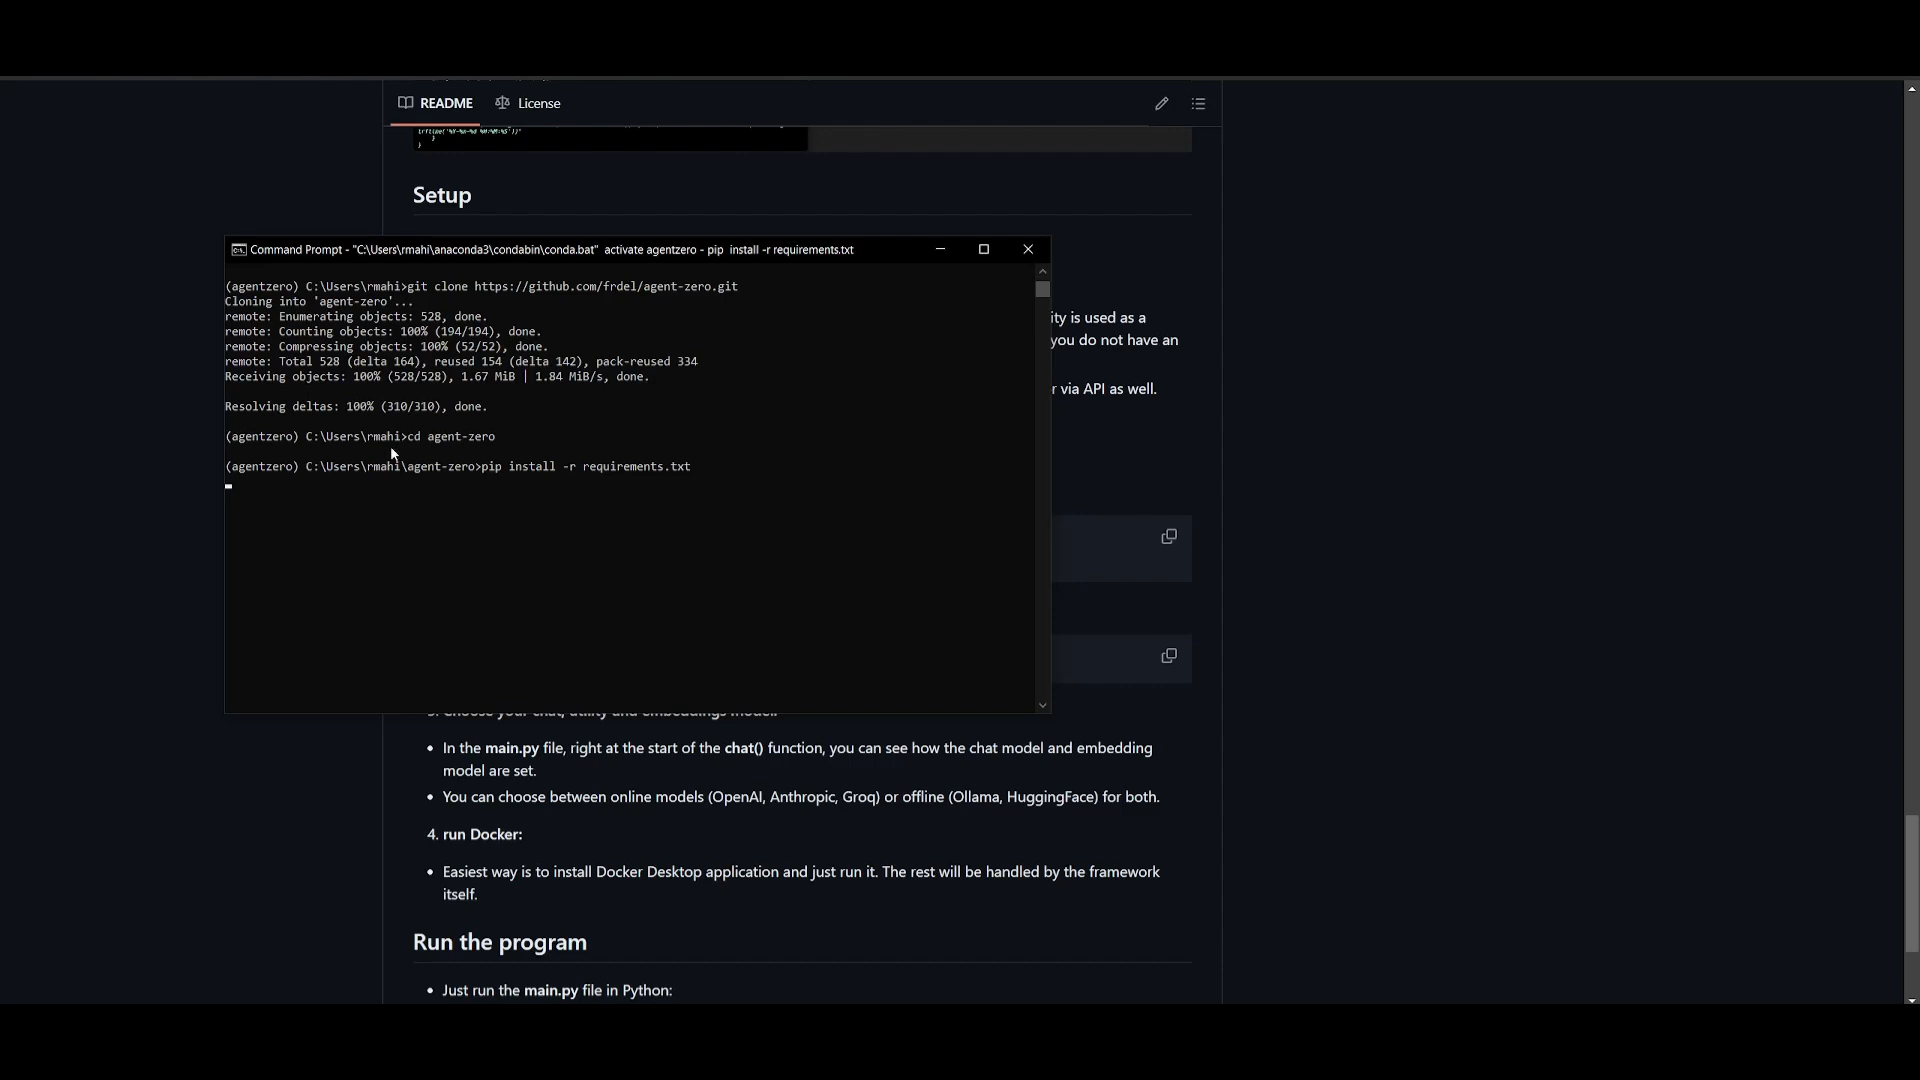 README
License
Setup
Command Prompt - "C:\Users\rmahi\anaconda3\condabin\conda.bat"  activate agentzero - pip  install -r requirements.txt
(agentzero) C:\Users\rmahi>git clone https://github.com/frdel/agent-zero.git
Cloning into 'agent-zero'...
remote: Enumerating objects: 528, done.
remote: Counting objects: 100% (194/194), done.
remote: Compressing objects: 100% (52/52), done.
remote: Total 528 (delta 164), reused 154 (delta 142), pack-reused 334
Receiving objects: 100% (528/528), 1.67 MiB | 1.84 MiB/s, done.
Resolving deltas: 100% (310/310), done.
(agentzero) C:\Users\rmahi>cd agent-zero
(agentzero) C:\Users\rmahi\agent-zero>pip install -r requirements.txt
ity is used as a
you do not have an
r via API as well.
3. Choose your chat, utility and embeddings model:
• In the main.py file, right at the start of the chat() function, you can see how the chat model and embedding
model are set.
• You can choose between online models (OpenAI, Anthropic, Groq) or offline (Ollama, HuggingFace) for both.
4. run Docker:
• Easiest way is to install Docker Desktop application and just run it. The rest will be handled by the framework
itself.
Run the program
• Just run the main.py file in Python: